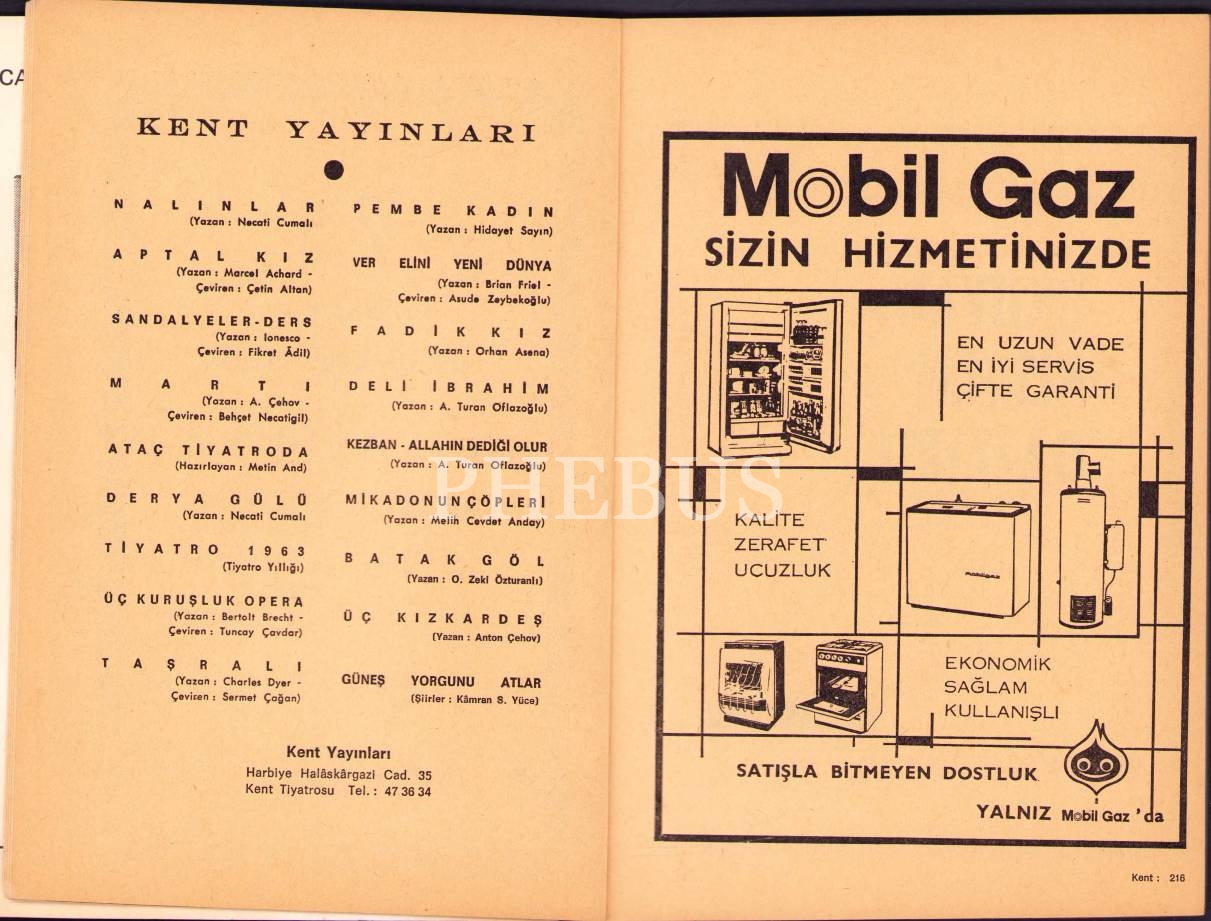 CA
KENT YAYINLARI
NALINLAR
(Yazan : Necati Cumalı
APTAL KIZ
(Yazan : Marcel Achard -
Çeviren : Çetin Altan)
SANDALYELER-DERS
(Yazan : Ionesco -
Çeviren : Fikret Âdil)
MARTI
(Yazan : A. Çehov -
Çeviren : Behçet Necatigil)
ATAÇ TİYATRODA
(Hazırlayan : Metin And)
DERYA GÜLÜ
(Yazan : Necati Cumalı
TİYATRO 1963
(Tiyatro Yıllığı)
ÜÇ KURUŞLUK OPERA
(Yazan : Bertolt Brecht -
Çeviren : Tuncay Çavdar)
TAŞRALI
(Yazan : Charles Dyer -
Çeviren : Sermet Çağan)
PEMBE KADIN
(Yazan : Hidayet Sayın)
VER ELİNİ YENİ DÜNYA
(Yazan : Brian Friel -
Çeviren : Asude Zeybekoğlu)
FADİK KIZ
(Yazan : Orhan Asena)
DELİ İBRAHİM
(Yazan : A. Turan Oflazoğlu)
KEZBAN - ALLAHIN DEDİĞİ OLUR
(Yazan : A. Turan Oflazoğlu)
MİKADONUN ÇÖPLERİ
(Yazan : Melih Cevdet Anday)
BATAK GÖL
(Yazan : O. Zeki Özturanlı)
ÜÇ KIZKARDEŞ
(Yazan : Anton Çehov)
GÜNEŞ YORGUNU ATLAR
(Şiirler : Kâmran S. Yüce)
Kent Yayınları
Harbiye Halâskârgazi Cad. 35
Kent Tiyatrosu Tel. : 47 36 34
PHEBUS
Mobil Gaz
SİZİN HİZMETİNİZDE
EN UZUN VADE
EN İYİ SERVİS
ÇİFTE GARANTİ
KALİTE
ZERAFET
UCUZLUK
mobilgaz
EKONOMİK
SAĞLAM
KULLANIŞLI
SATIŞLA BİTMEYEN DOSTLUK
YALNIZ Mobil Gaz 'da
Kent : 216